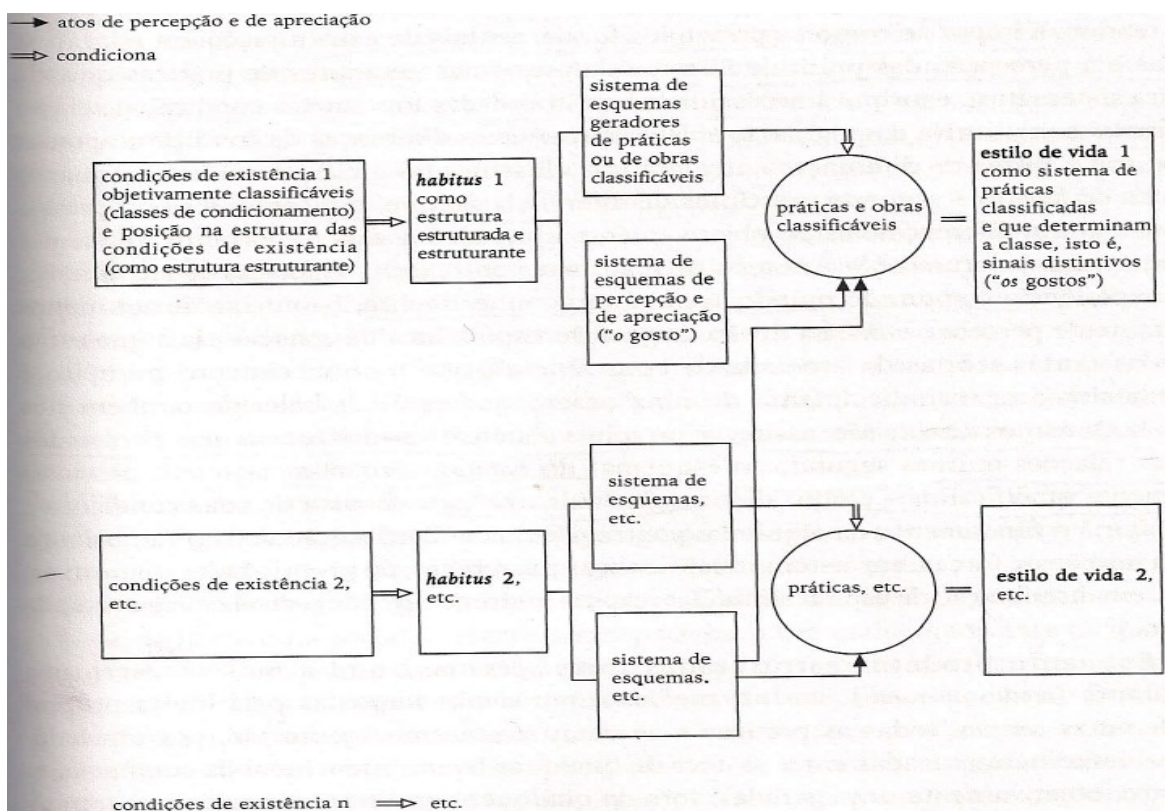 atos de percepção e de apreciação
condiciona
condições de existência 1
objetivamente classificáveis
(classes de condicionamento)
e posição na estrutura das
condições de existência
(como estrutura estruturante)
habitus 1
como
estrutura
estruturada e
estruturante
sistema de
esquemas
geradores
de práticas
ou de obras
classificáveis
sistema de
esquemas de
percepção e
de apreciação
(“o gosto”)
práticas e obras
classificáveis
estilo de vida 1
como sistema de
práticas
classificadas
e que determinam
a classe, isto é,
sinais distintivos
(“os gostos”)
condições de existência 2,
etc.
habitus 2,
etc.
sistema de
esquemas,
etc.
sistema de
esquemas.
etc.
práticas, etc.
estilo de vida 2,
etc.
condições de existência n
etc.